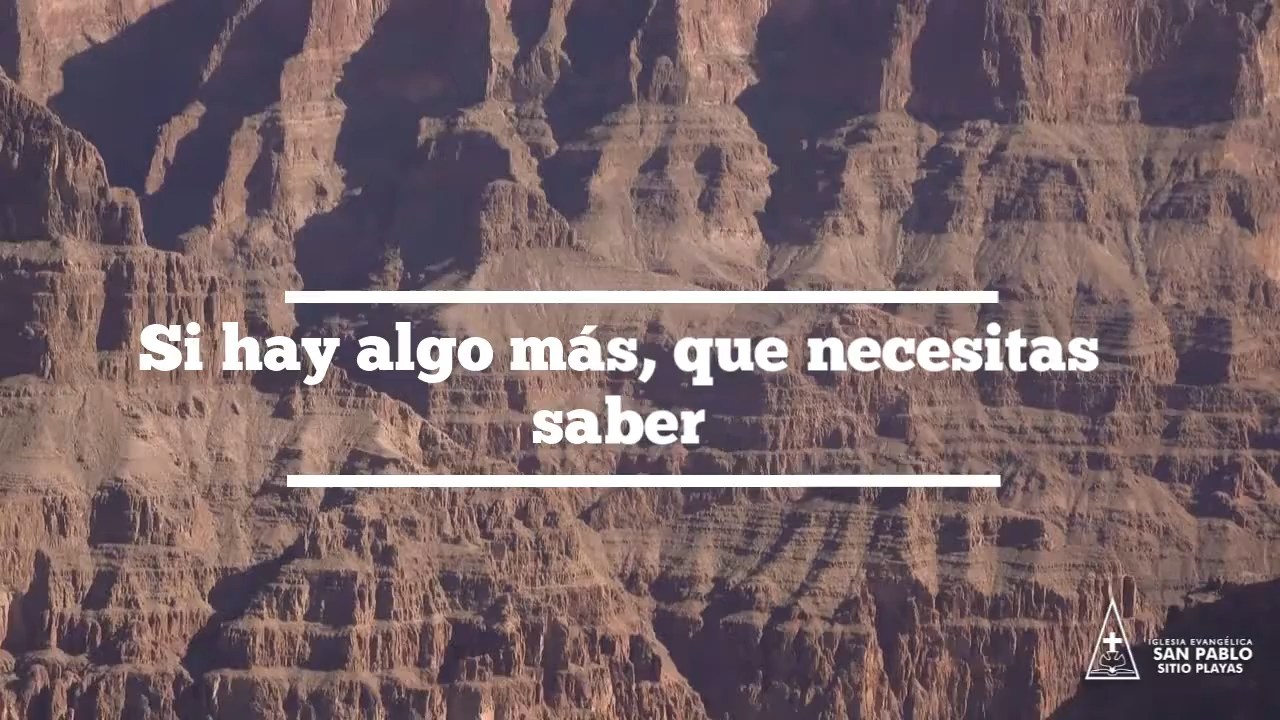 Si hay algo más, que necesitas
saber
IGLESIA EVANGÉLICA
SAN PABLO
SITIO PLAYAS